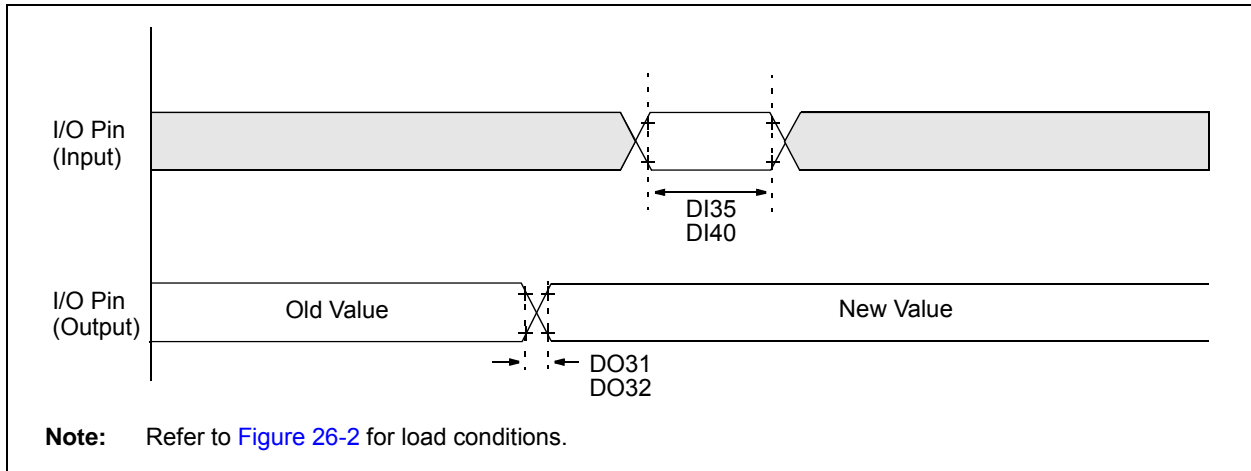 I/O Pin
(Input)
DI35
DI40
I/O Pin
(Output)
Old Value
New Value
DO31
DO32
Note: Refer to Figure 26-2 for load conditions.